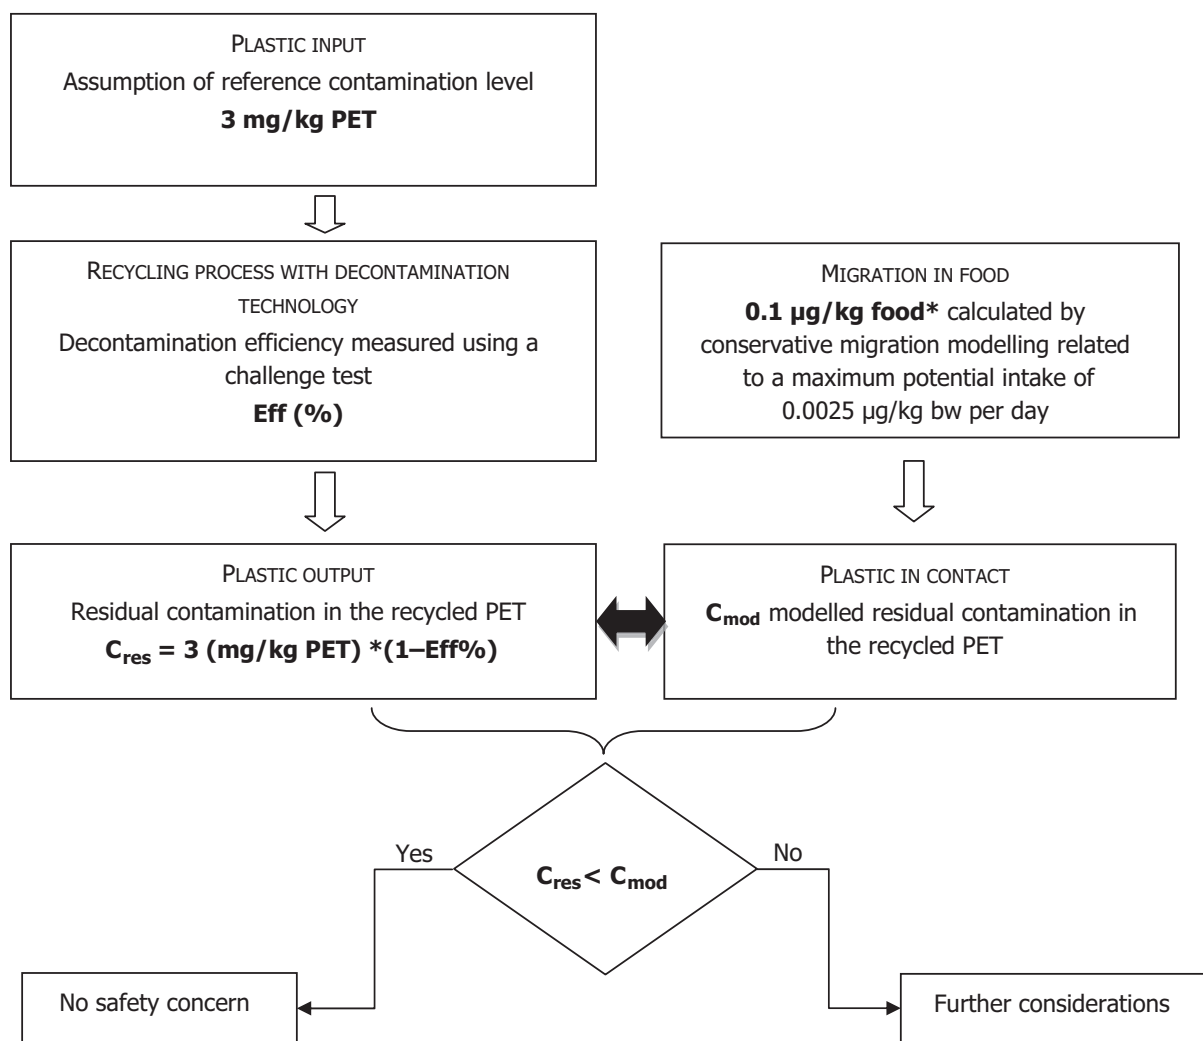 PLASTIC INPUT
Assumption of reference contamination level
3 mg/kg PET
RECYCLING PROCESS WITH DECONTAMINATION
TECHNOLOGY
Decontamination efficiency measured using a
challenge test
Eff (%)
MIGRATION IN FOOD
0.1 µg/kg food* calculated by
conservative migration modelling related
to a maximum potential intake of
0.0025 µg/kg bw per day
PLASTIC OUTPUT
Residual contamination in the recycled PET
Cres = 3 (mg/kg PET) *(1–Eff%)
PLASTIC IN CONTACT
Cmod modelled residual contamination in
the recycled PET
Yes
No
Cres< Cmod
No safety concern
Further considerations